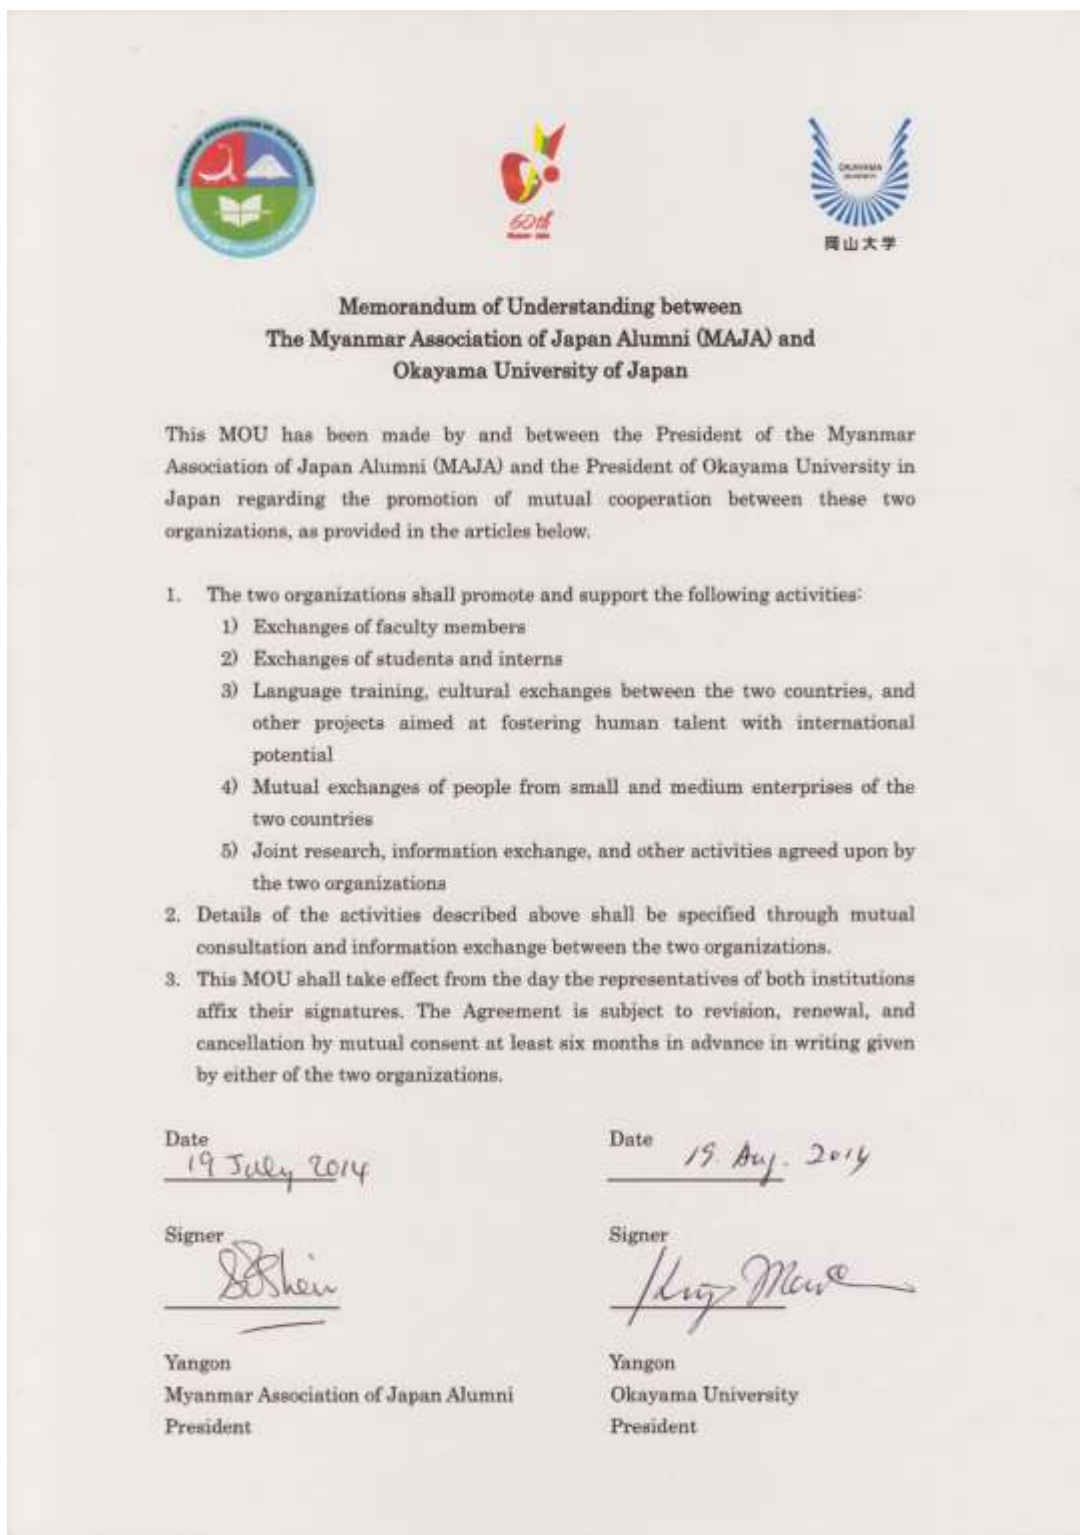 MYANMAR ASSOCIATION OF JAPAN ALUMNI
60th
Myanmar - Japan
OKAYAMA
UNIVERSITY
岡山大学
Memorandum of Understanding between
The Myanmar Association of Japan Alumni (MAJA) and
Okayama University of Japan
This MOU has been made by and between the President of the Myanmar
Association of Japan Alumni (MAJA) and the President of Okayama University in
Japan regarding the promotion of mutual cooperation between these two
organizations, as provided in the articles below.
1. The two organizations shall promote and support the following activities:
1) Exchanges of faculty members
2) Exchanges of students and interns
3) Language training, cultural exchanges between the two countries, and
other projects aimed at fostering human talent with international
potential
4) Mutual exchanges of people from small and medium enterprises of the
two countries
5) Joint research, information exchange, and other activities agreed upon by
the two organizations
2. Details of the activities described above shall be specified through mutual
consultation and information exchange between the two organizations.
3. This MOU shall take effect from the day the representatives of both institutions
affix their signatures. The Agreement is subject to revision, renewal, and
cancellation by mutual consent at least six months in advance in writing given
by either of the two organizations.
Date
19 July 2014
Signer
Yangon
Myanmar Association of Japan Alumni
President
Date
19. Aug. 2014
Signer
Yangon
Okayama University
President